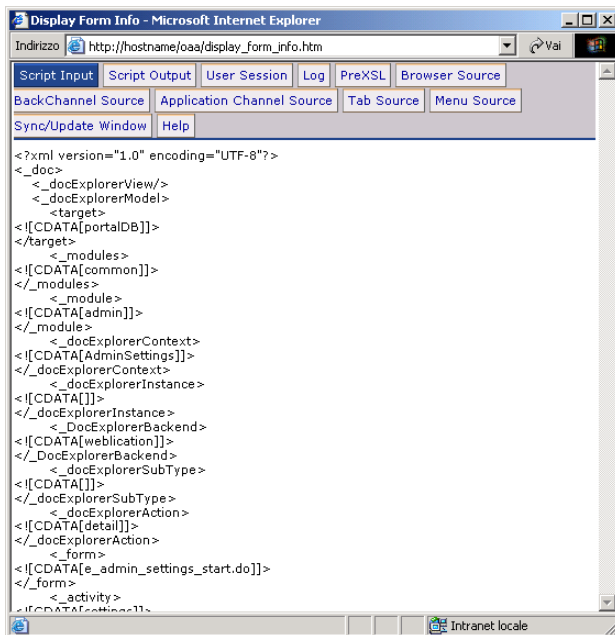 Display Form Info - Microsoft Internet Explorer
Indirizzo http://hostname/oaa/display_form_info.htm Vai
Script Input Script Output User Session Log PreXSL Browser Source
BackChannel Source Application Channel Source Tab Source Menu Source
Sync/Update Window Help
<?xml version="1.0" encoding="UTF-8"?>
<_doc>
<_docExplorerView/>
<_docExplorerModel>
<target>
<![CDATA[portalDB]]>
</target>
<_modules>
<![CDATA[common]]>
</_modules>
<_module>
<![CDATA[admin]]>
</_module>
<_docExplorerContext>
<![CDATA[AdminSettings]]>
</_docExplorerContext>
<_docExplorerInstance>
<![CDATA[]]>
</_docExplorerInstance>
<_DocExplorerBackend>
<![CDATA[weblication]]>
</_DocExplorerBackend>
<_docExplorerSubType>
<![CDATA[]]>
</_docExplorerSubType>
<_docExplorerAction>
<![CDATA[detail]]>
</_docExplorerAction>
<_form>
<![CDATA[e_admin_settings_start.do]]>
</_form>
<_activity>
<![CDATA[settings]]>
Intranet locale